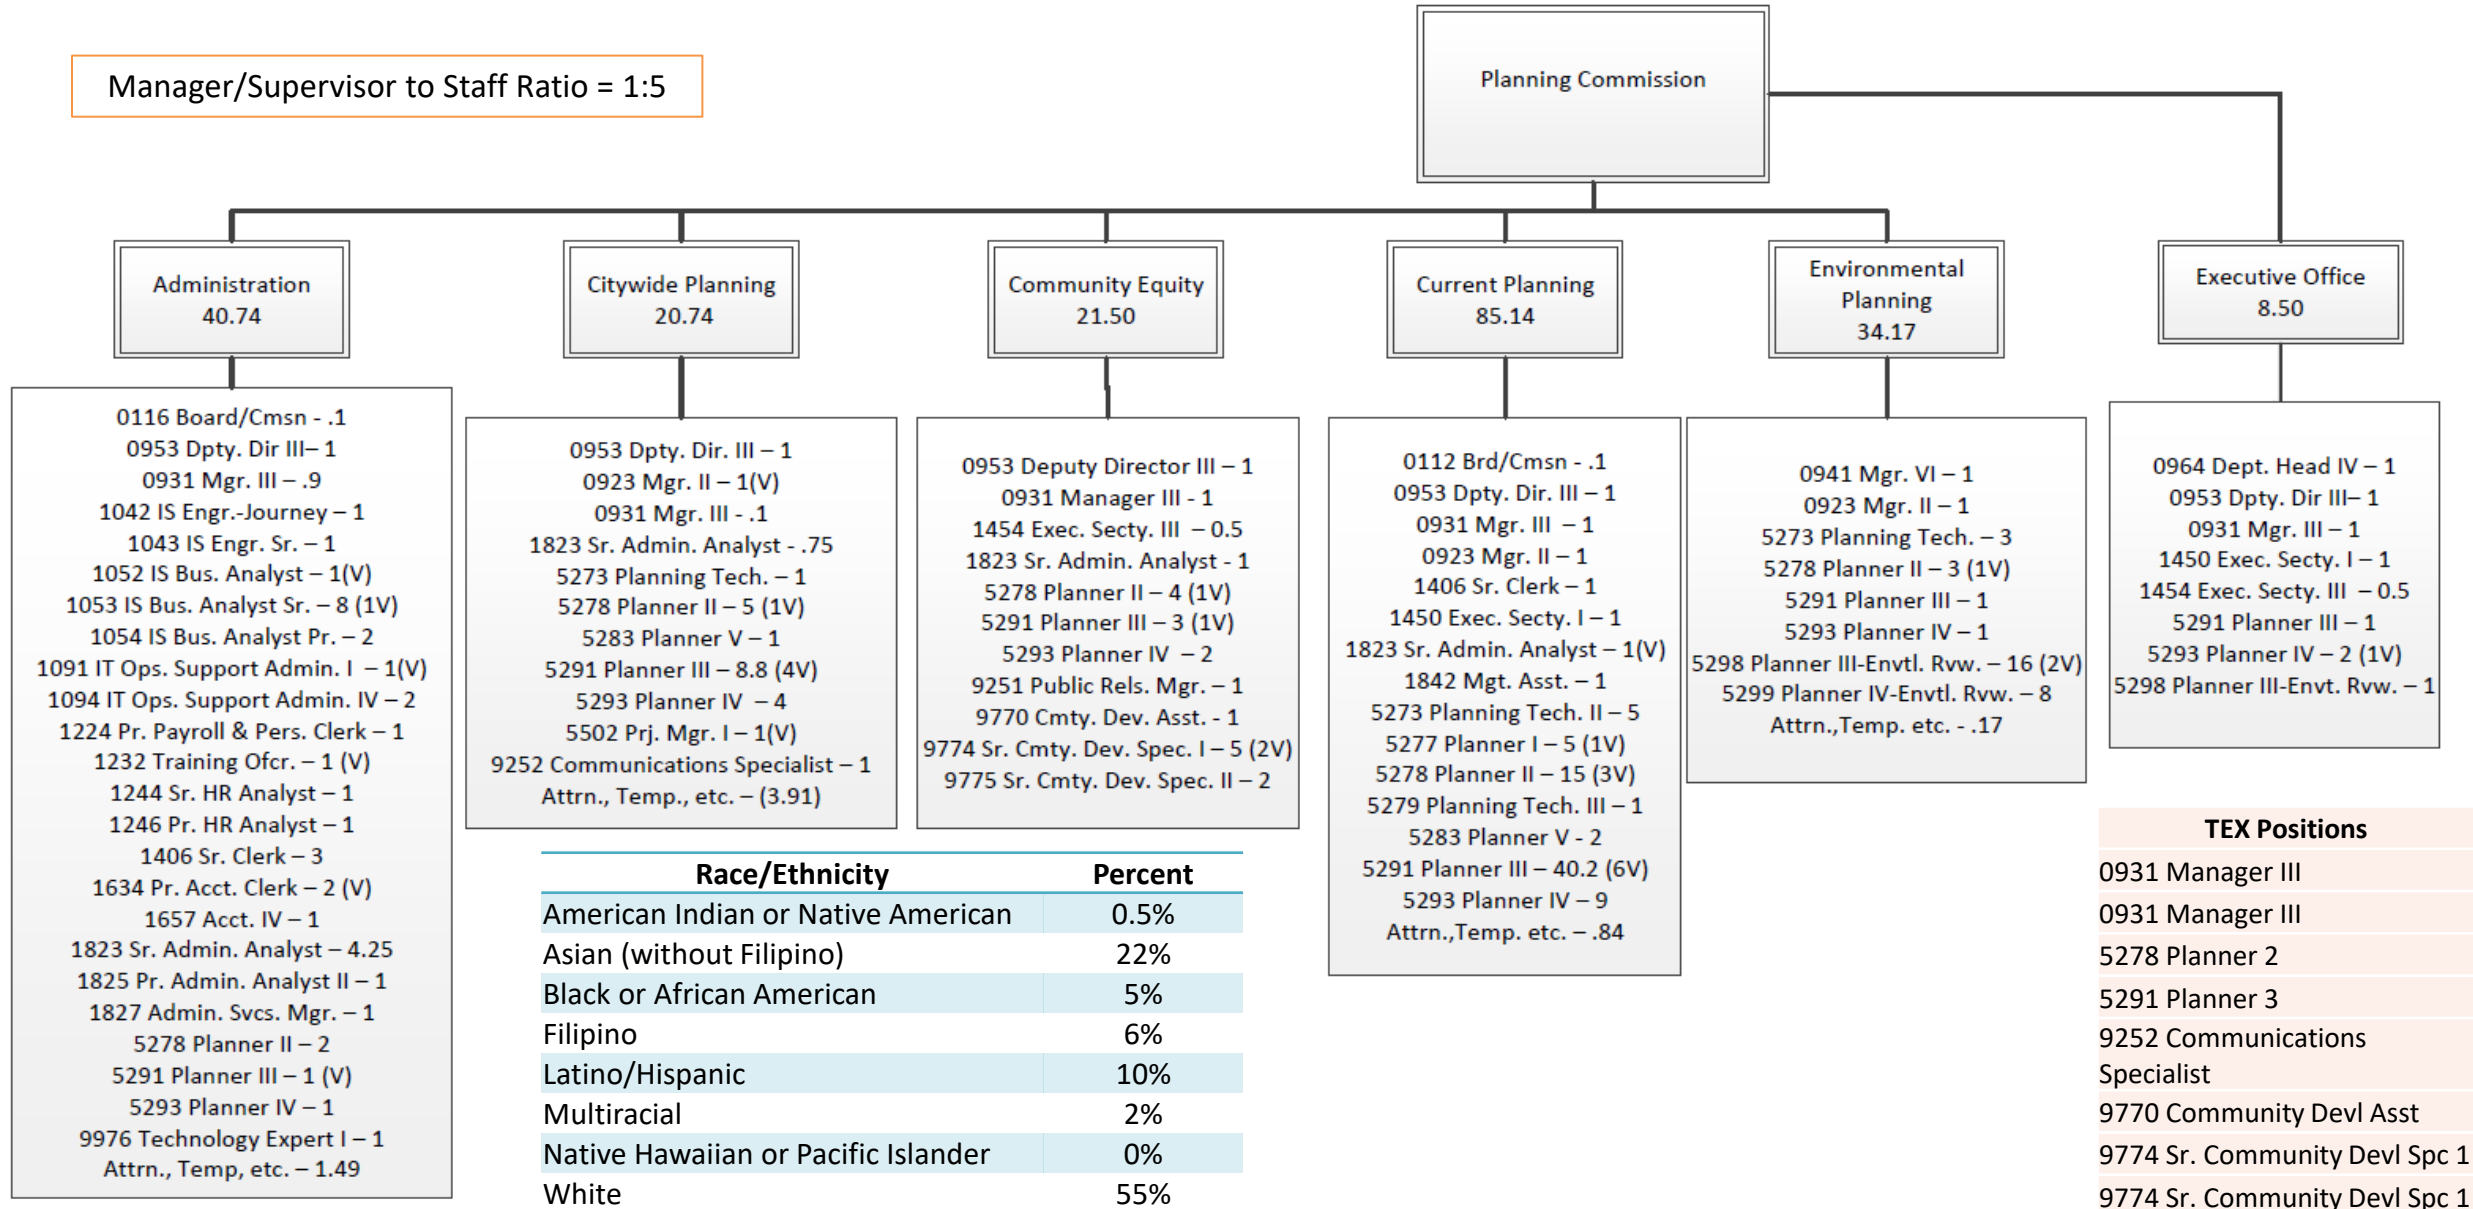 Manager/Supervisor to Staff Ratio = 1:5
Planning Commission
Administration
40.74
0116 Board/Cmsn - .1
0953 Dpty. Dir III– 1
0931 Mgr. III – .9
1042 IS Engr.-Journey – 1
1043 IS Engr. Sr. – 1
1052 IS Bus. Analyst – 1(V)
1053 IS Bus. Analyst Sr. – 8 (1V)
1054 IS Bus. Analyst Pr. – 2
1091 IT Ops. Support Admin. I – 1(V)
1094 IT Ops. Support Admin. IV – 2
1224 Pr. Payroll & Pers. Clerk – 1
1232 Training Ofcr. – 1 (V)
1244 Sr. HR Analyst – 1
1246 Pr. HR Analyst – 1
1406 Sr. Clerk – 3
1634 Pr. Acct. Clerk – 2 (V)
1657 Acct. IV – 1
1823 Sr. Admin. Analyst – 4.25
1825 Pr. Admin. Analyst II – 1
1827 Admin. Svcs. Mgr. – 1
5278 Planner II – 2
5291 Planner III – 1 (V)
5293 Planner IV – 1
9976 Technology Expert I – 1
Attrn., Temp, etc. – 1.49
Citywide Planning
20.74
0953 Dpty. Dir. III – 1
0923 Mgr. II – 1(V)
0931 Mgr. III - .1
1823 Sr. Admin. Analyst - .75
5273 Planning Tech. – 1
5278 Planner II – 5 (1V)
5283 Planner V – 1
5291 Planner III – 8.8 (4V)
5293 Planner IV – 4
5502 Prj. Mgr. I – 1(V)
9252 Communications Specialist – 1
Attrn., Temp., etc. – (3.91)
Community Equity
21.50
0953 Deputy Director III – 1
0931 Manager III - 1
1454 Exec. Secty. III – 0.5
1823 Sr. Admin. Analyst - 1
5278 Planner II – 4 (1V)
5291 Planner III – 3 (1V)
5293 Planner IV – 2
9251 Public Rels. Mgr. – 1
9770 Cmty. Dev. Asst. - 1
9774 Sr. Cmty. Dev. Spec. I – 5 (2V)
9775 Sr. Cmty. Dev. Spec. II – 2
Current Planning
85.14
0112 Brd/Cmsn - .1
0953 Dpty. Dir. III – 1
0931 Mgr. III – 1
0923 Mgr. II – 1
1406 Sr. Clerk – 1
1450 Exec. Secty. I – 1
1823 Sr. Admin. Analyst – 1(V)
1842 Mgt. Asst. – 1
5273 Planning Tech. II – 5
5277 Planner I – 5 (1V)
5278 Planner II – 15 (3V)
5279 Planning Tech. III – 1
5283 Planner V - 2
5291 Planner III – 40.2 (6V)
5293 Planner IV – 9
Attrn.,Temp. etc. – .84
Environmental
Planning
34.17
0941 Mgr. VI – 1
0923 Mgr. II – 1
5273 Planning Tech. – 3
5278 Planner II – 3 (1V)
5291 Planner III – 1
5293 Planner IV – 1
5298 Planner III-Envtl. Rvw. – 16 (2V)
5299 Planner IV-Envtl. Rvw. – 8
Attrn.,Temp. etc. - .17
Executive Office
8.50
0964 Dept. Head IV – 1
0953 Dpty. Dir III– 1
0931 Mgr. III – 1
1450 Exec. Secty. I – 1
1454 Exec. Secty. III – 0.5
5291 Planner III – 1
5293 Planner IV – 2 (1V)
5298 Planner III-Envt. Rvw. – 1
Race/Ethnicity Percent
American Indian or Native American 0.5%
Asian (without Filipino) 22%
Black or African American 5%
Filipino 6%
Latino/Hispanic 10%
Multiracial 2%
Native Hawaiian or Pacific Islander 0%
White 55%
TEX Positions
0931 Manager III
0931 Manager III
5278 Planner 2
5291 Planner 3
9252 Communications
Specialist
9770 Community Devl Asst
9774 Sr. Community Devl Spc 1
9774 Sr. Community Devl Spc 1